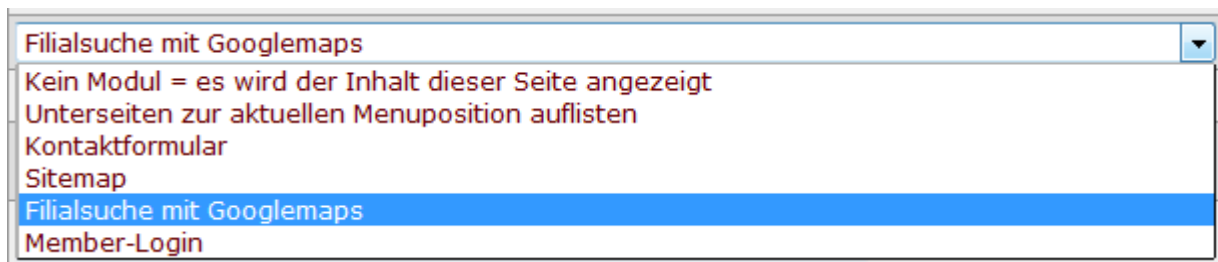 Filialsuche mit Googlemaps
Kein Modul = es wird der Inhalt dieser Seite angezeigt
Unterseiten zur aktuellen Menuposition auflisten
Kontaktformular
Sitemap
Filialsuche mit Googlemaps
Member-Login